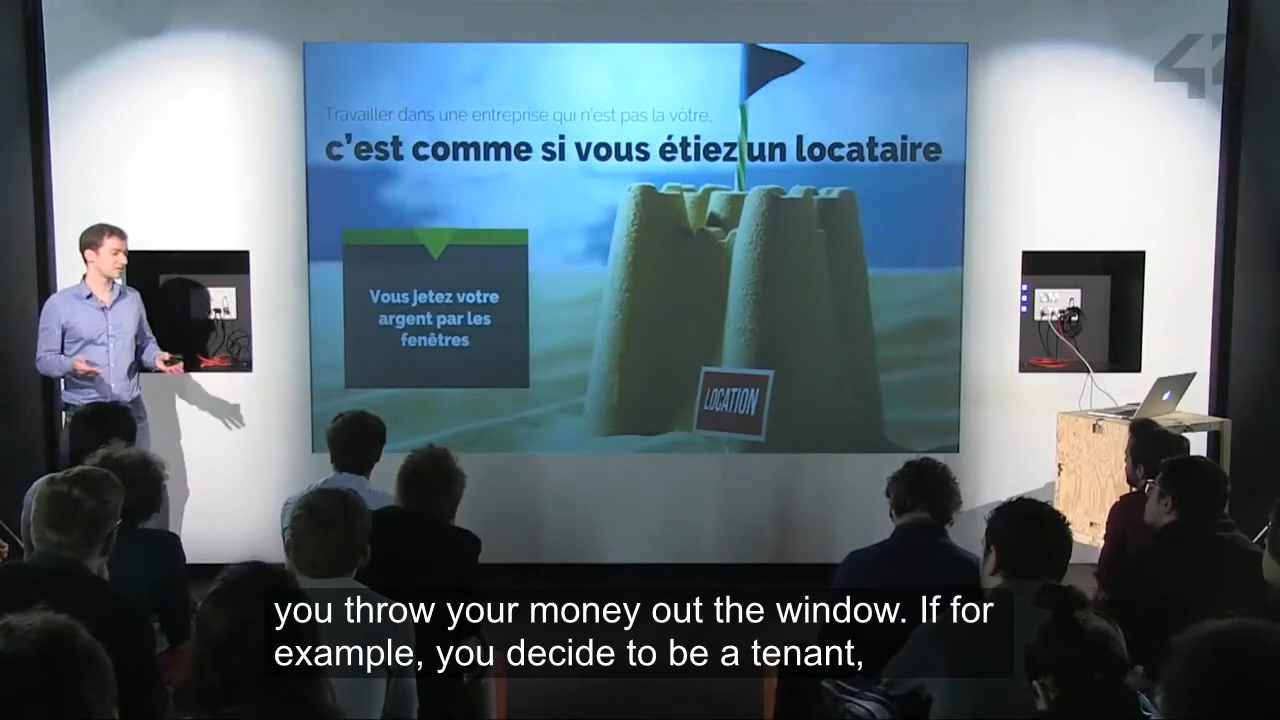 42
Travailler dans une entreprise qui n'est pas la vôtre,
c'est comme si vous étiez un locataire
Vous jetez votre
argent par les
fenêtres
LOCATION
you throw your money out the window. If for
example, you decide to be a tenant,